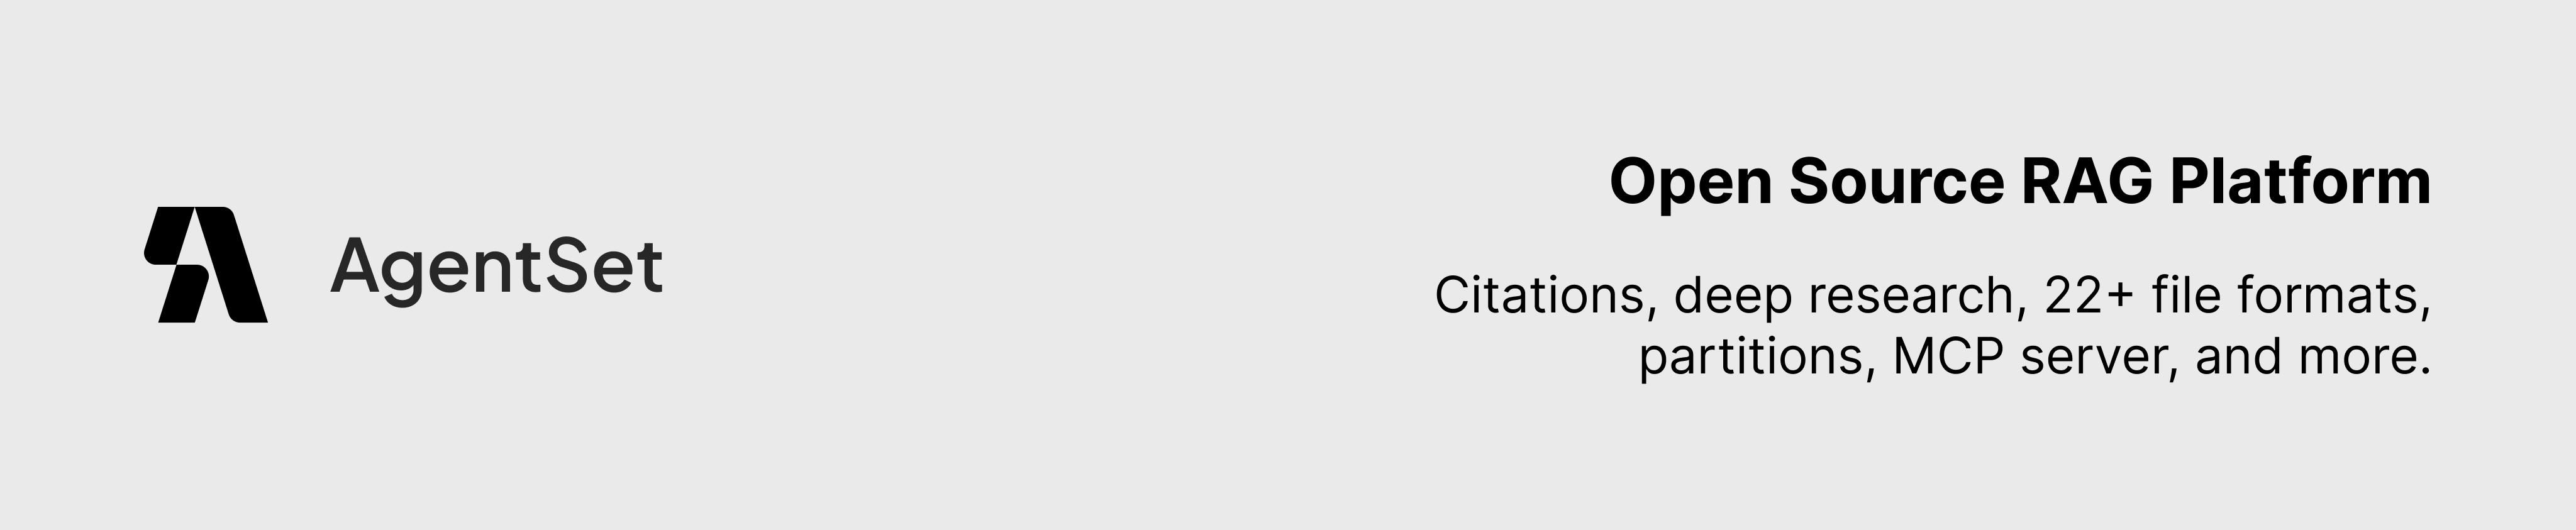 AgentSet
Open Source RAG Platform
Citations, deep research, 22+ file formats,
partitions, MCP server, and more.